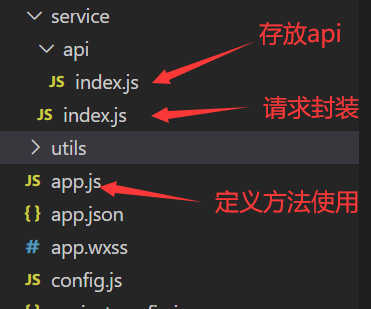 service
api
存放api
JS index.js
JS index.js
请求封装
utils
JS app.js
定义方法使用
{ } app.json
# app.wxss
JS config.js